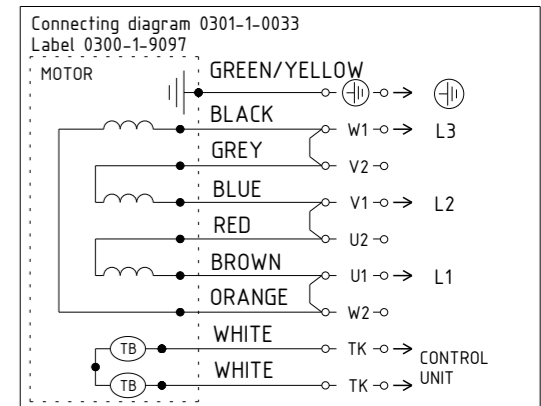 Connecting diagram 0301-1-0033
Label 0300-1-9097
MOTOR
GREEN/YELLOW
BLACK W1 L3
GREY V2
BLUE V1 L2
RED U2
BROWN U1 L1
ORANGE W2
TB WHITE TK
CONTROL
UNIT
TB WHITE TK